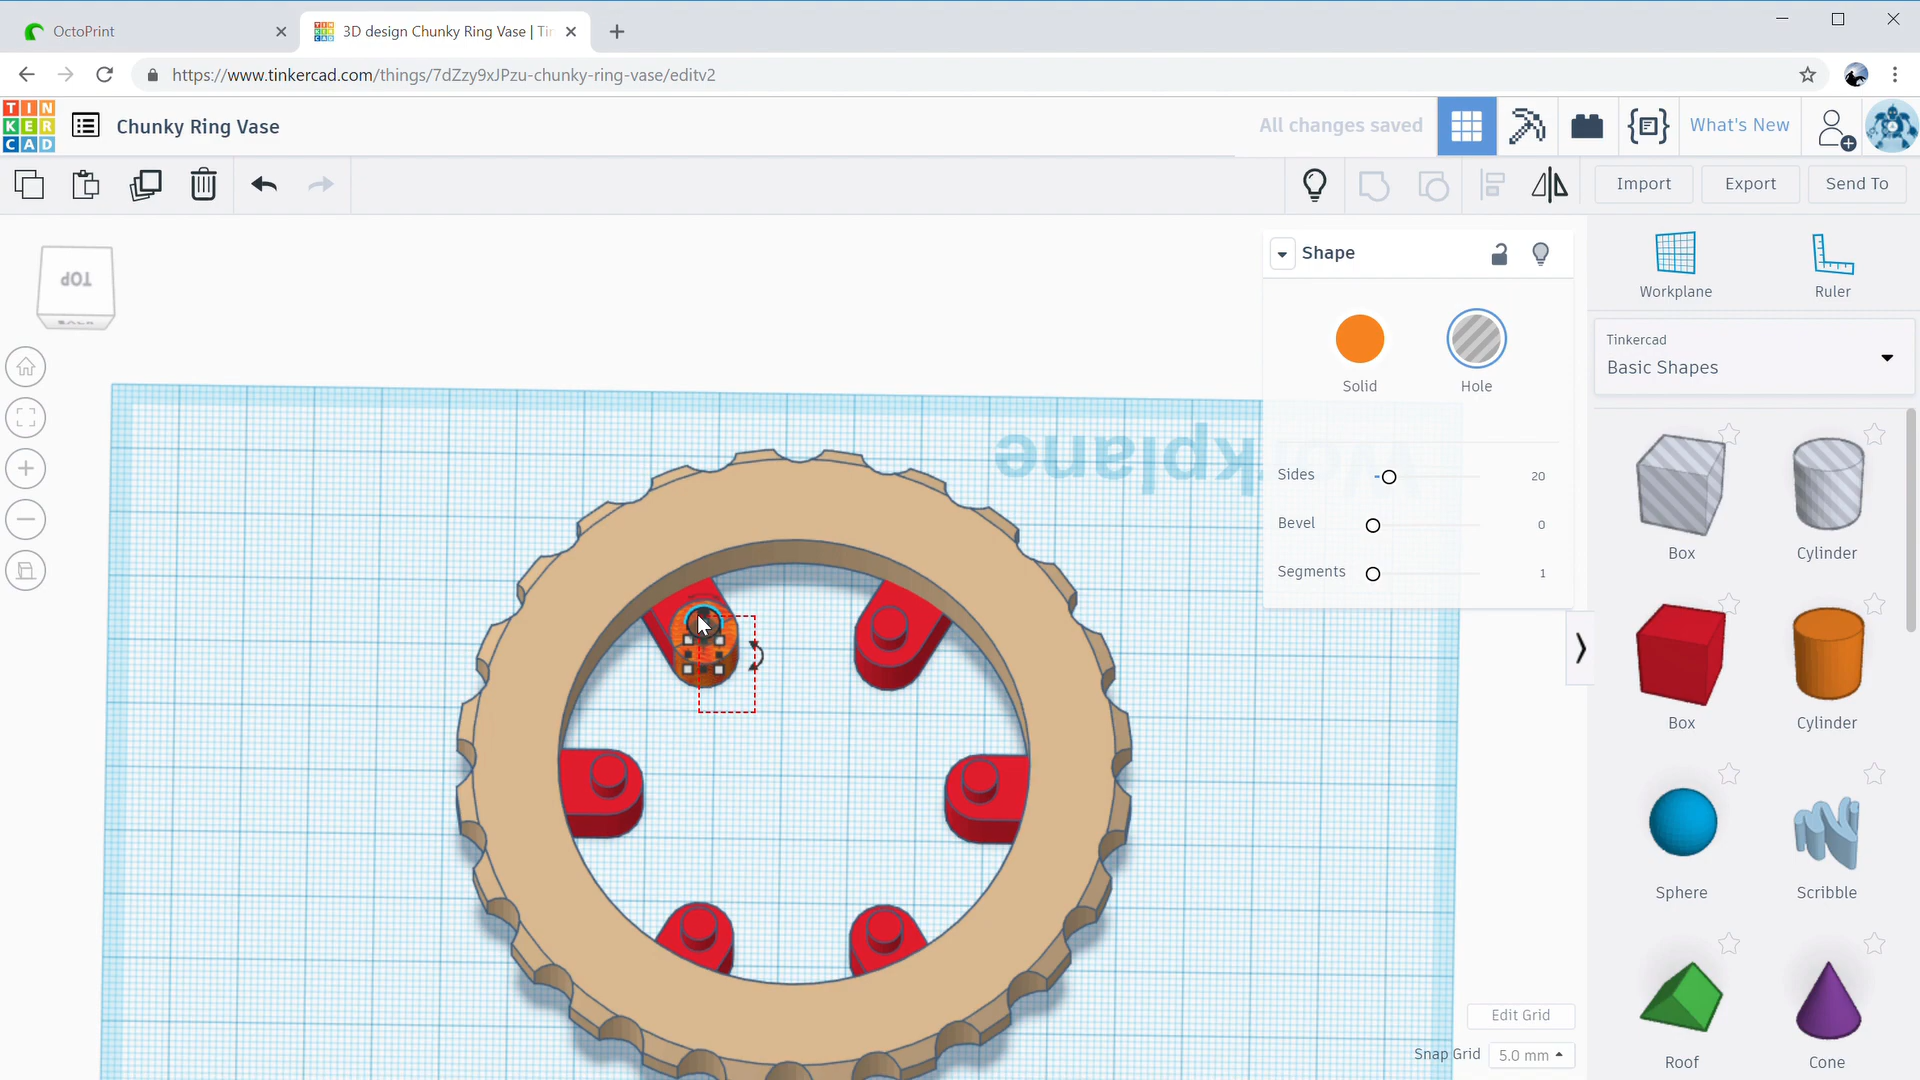 OctoPrint
3D design Chunky Ring Vase | Tin
https://www.tinkercad.com/things/7dZzy9xJPzu-chunky-ring-vase/editv2
TIN
KER
CAD
Chunky Ring Vase
All changes saved
What's New
Import
Export
Send To
TOP
Shape
Solid
Hole
Sides
20
Bevel
0
Segments
1
Workplane
Workplane
Ruler
Tinkercad
Basic Shapes
Box
Cylinder
Box
Cylinder
Sphere
Scribble
Roof
Cone
Edit Grid
Snap Grid
5.0 mm